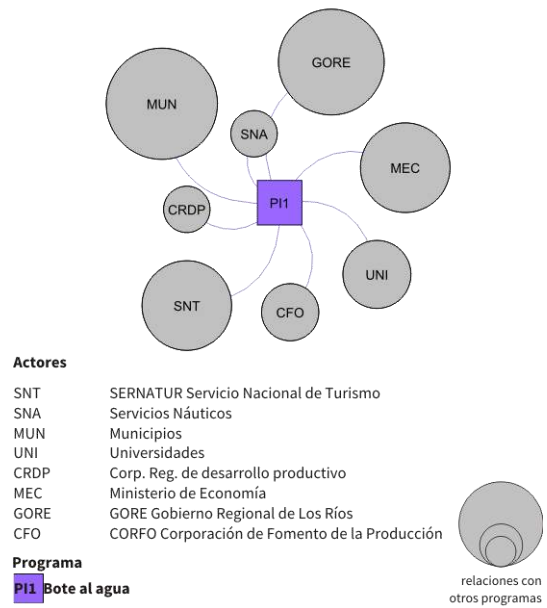 GORE
MUN
SNA
MEC
PI1
CRDP
UNI
SNT
CFO
Actores
SNT SERNATUR Servicio Nacional de Turismo
SNA Servicios Náuticos
MUN Municipios
UNI Universidades
CRDP Corp. Reg. de desarrollo productivo
MEC Ministerio de Economía
GORE GORE Gobierno Regional de Los Ríos
CFO CORFO Corporación de Fomento de la Producción
Programa
PI1 Bote al agua
relaciones con
otros programas